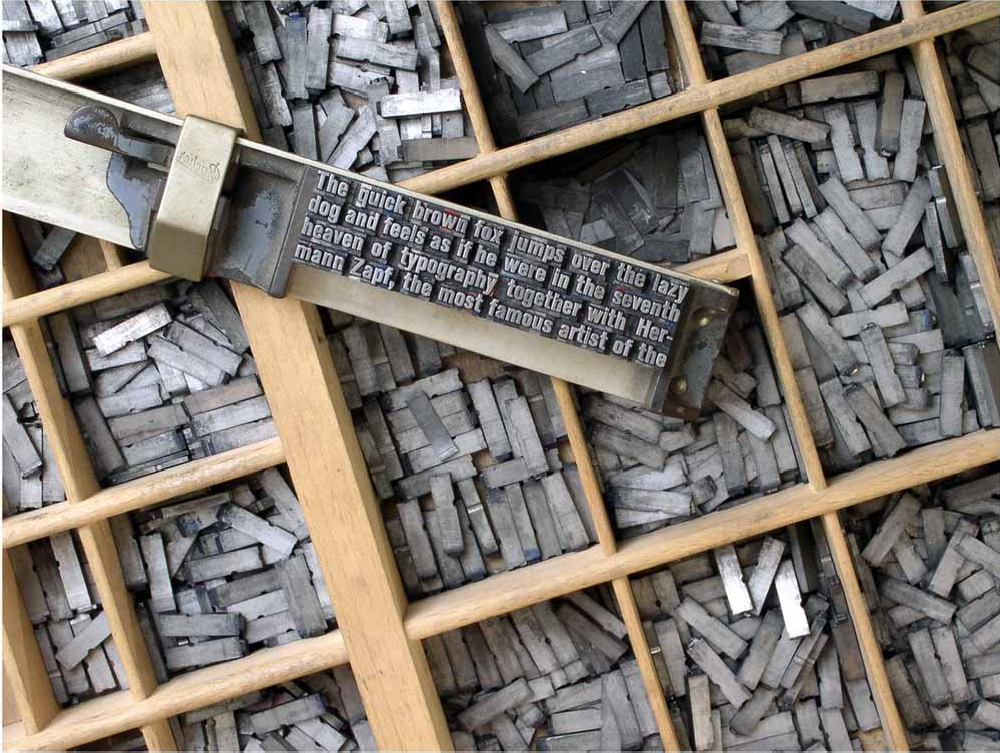 The quick brown fox jumps over the lazy
dog and feels as if he were in the seventh
heaven of typography together with Her-
mann Zapf, the most famous artist of the